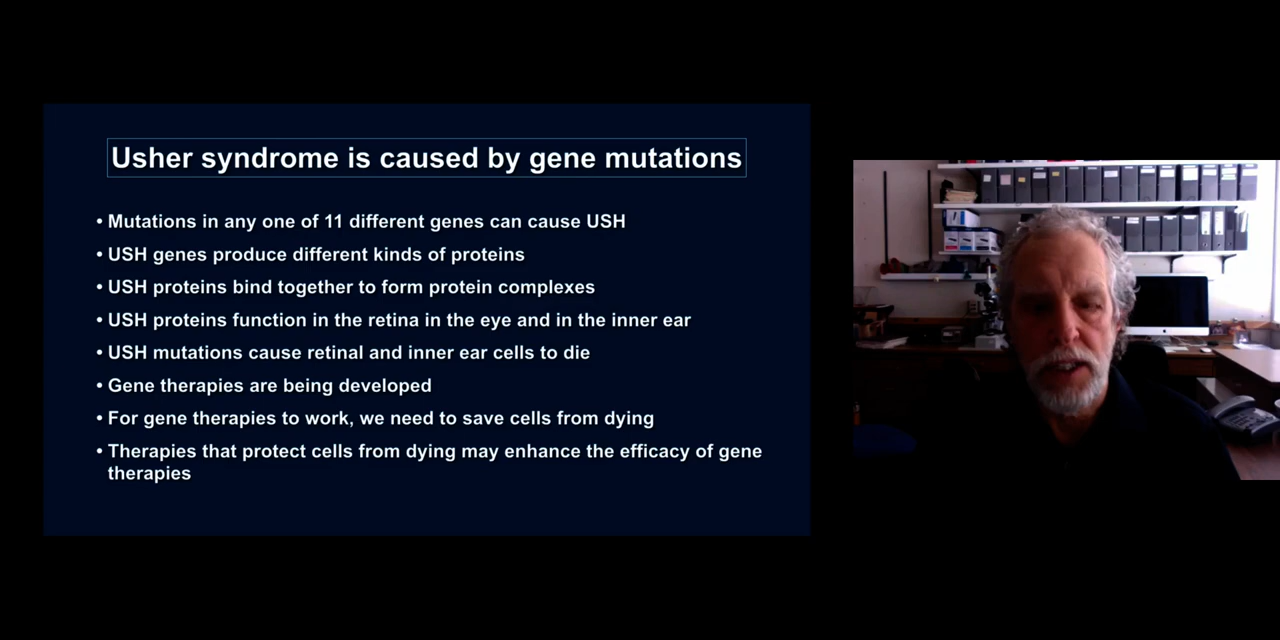 Usher syndrome is caused by gene mutations
• Mutations in any one of 11 different genes can cause USH
• USH genes produce different kinds of proteins
• USH proteins bind together to form protein complexes
• USH proteins function in the retina in the eye and in the inner ear
• USH mutations cause retinal and inner ear cells to die
• Gene therapies are being developed
• For gene therapies to work, we need to save cells from dying
• Therapies that protect cells from dying may enhance the efficacy of gene
therapies